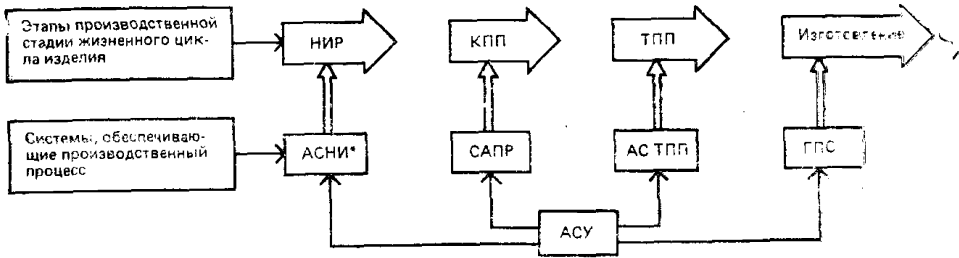 Этапы производственной
стадии жизненного цик-
ла изделия
НИР
КПП
ТПП
Изготовление
Системы, обеспечиваю-
щие производственный
процесс
АСНИ*
САПР
АС ТПП
ГПС
АСУ